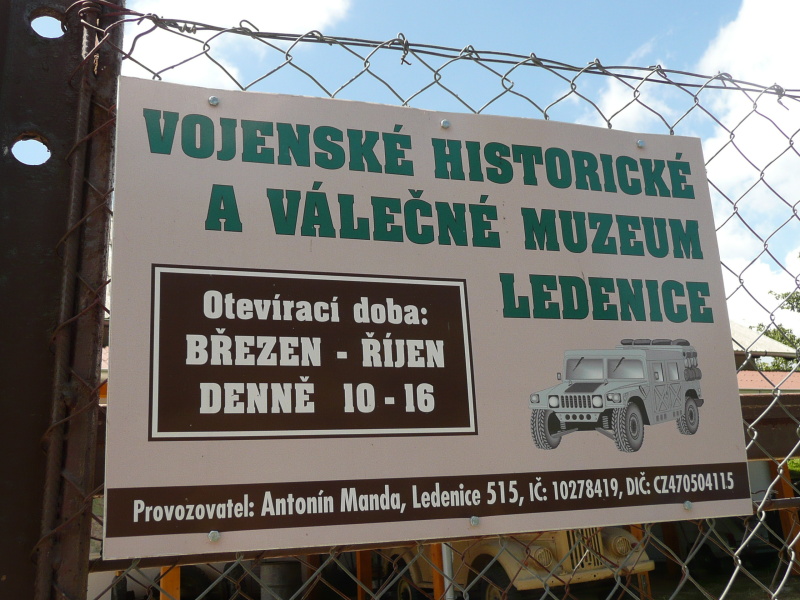 VOJENSKÉ HISTORICKÉ
A VÁLEČNÉ MUZEUM
LEDENICE
Otevírací doba:
BŘEZEN - ŘÍJEN
DENNĚ 10 - 16
Provozovatel: Antonín Manda, Ledenice 515, IČ: 10278419, DIČ: CZ470504115